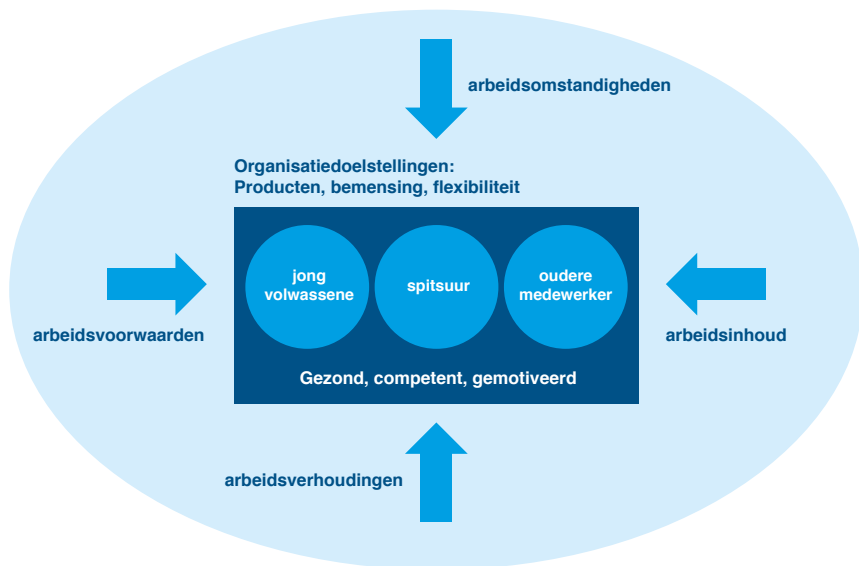 arbeidsomstandigheden
Organisatiedoelstellingen:
Producten, bemensing, flexibiliteit
jong
volwassene
spitsuur
oudere
medewerker
arbeidsvoorwaarden
arbeidsinhoud
Gezond, competent, gemotiveerd
arbeidsverhoudingen